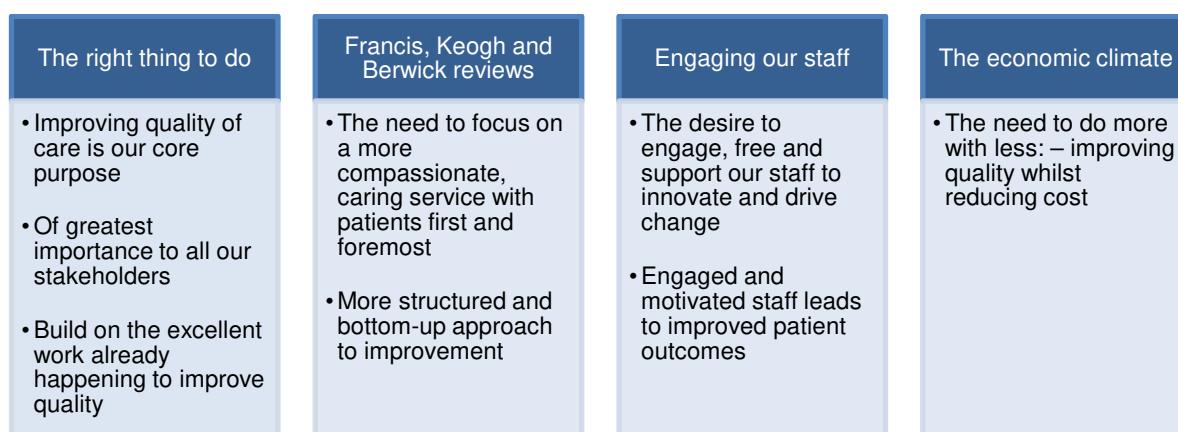 The right thing to do
• Improving quality of
care is our core
purpose
• Of greatest
importance to all our
stakeholders
• Build on the excellent
work already
happening to improve
quality
Francis, Keogh and
Berwick reviews
• The need to focus on
a more
compassionate,
caring service with
patients first and
foremost
• More structured and
bottom-up approach
to improvement
Engaging our staff
• The desire to
engage, free and
support our staff to
innovate and drive
change
• Engaged and
motivated staff leads
to improved patient
outcomes
The economic climate
• The need to do more
with less: – improving
quality whilst
reducing cost